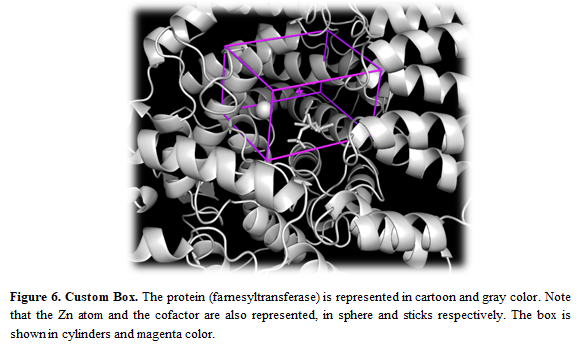 Figure 6. Custom Box. The protein (farnesyltransferase) is represented in cartoon and gray color. Note
that the Zn atom and the cofactor are also represented, in sphere and sticks respectively. The box is
shown in cylinders and magenta color.